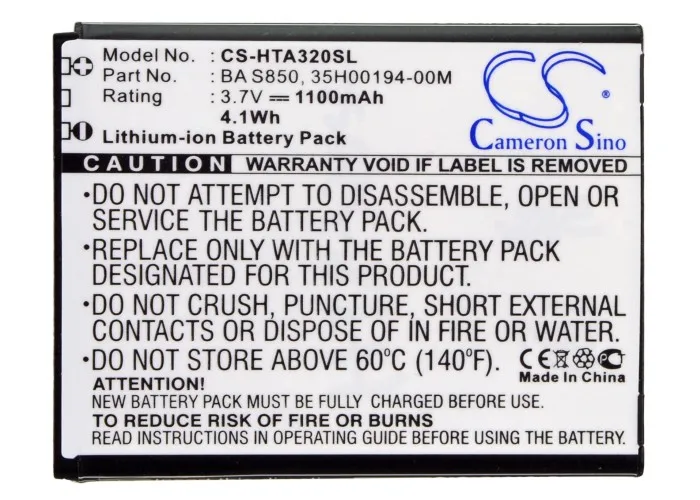 Model No.: CS-HTA320SL
Part No. : BA S850, 35H00194-00M
Rating : 3.7V ⎓ 1100mAh
4.1Wh
Lithium-ion Battery Pack
CS
®
Cameron Sino
CAUTION WARRANTY VOID IF LABEL IS REMOVED
•DO NOT ATTEMPT TO DISASSEMBLE, OPEN OR
SERVICE THE BATTERY PACK.
•REPLACE ONLY WITH THE BATTERY PACK
DESIGNATED FOR THIS PARTICULAR PRODUCT.
•DO NOT CRUSH, PUNCTURE, SHORT EXTERNAL
CONTACTS OR DISPOSE OF IN FIRE OR WATER.
•DO NOT STORE ABOVE 60°C (140°F).
CE
Made In China
ATTENTION!
NEW BATTERY PACK MUST BE FULLY CHARGED BEFORE USE.
TO REDUCE RISK OF FIRE OR BURNS
READ INSTRUCTIONS AND OPERATING GUIDE BEFORE USING THE BATTERY.